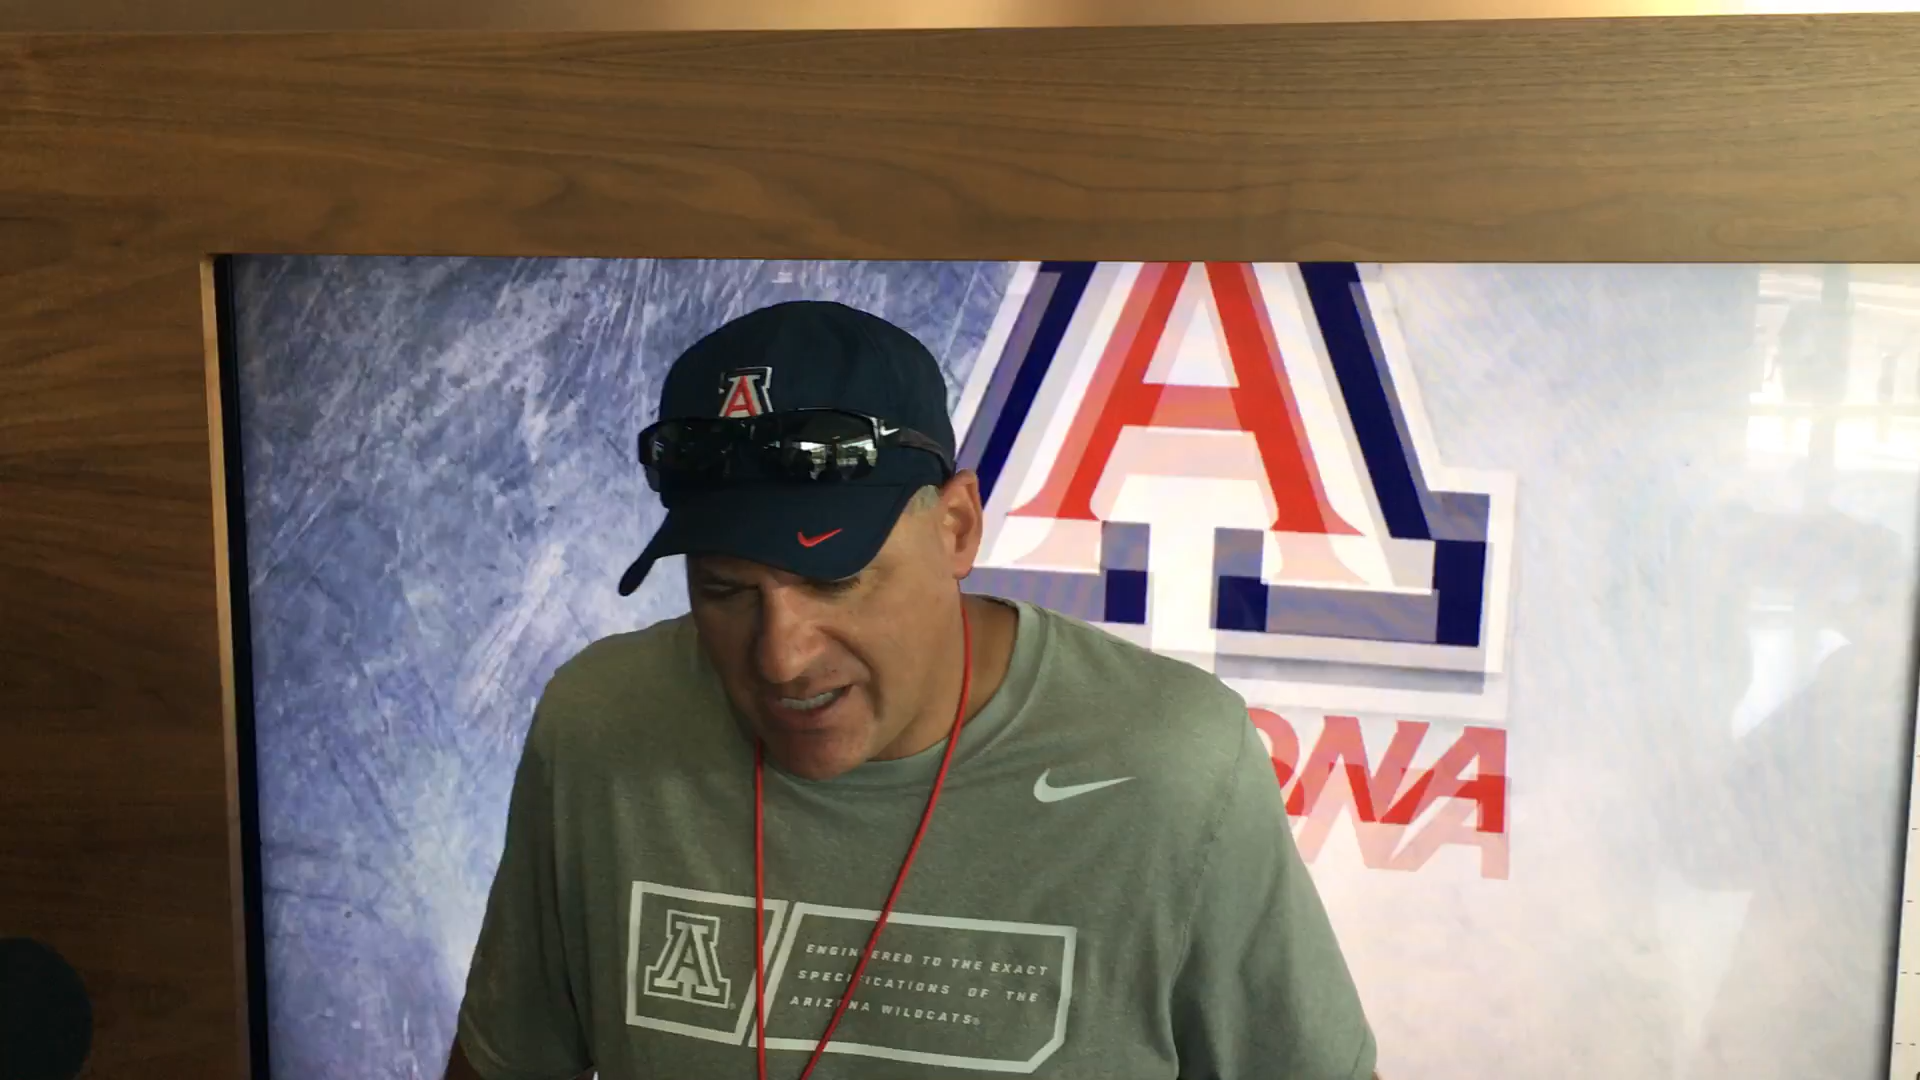 A
A
ONA
A
ENGINEERED TO THE EXACT
SPECIFICATIONS OF THE
ARIZONA WILDCATS®